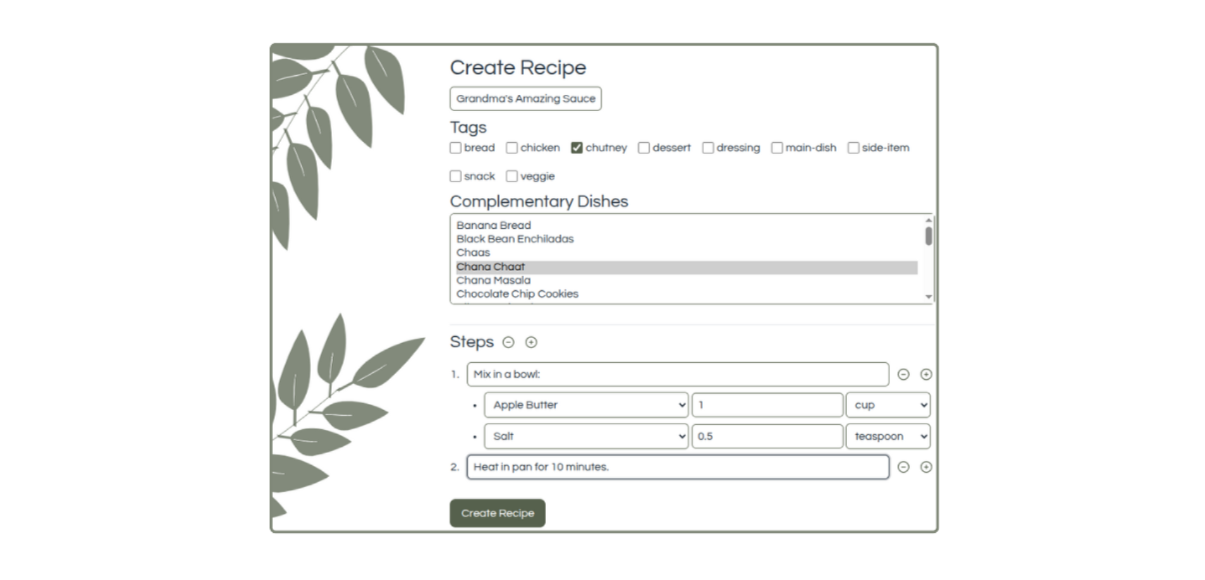 Create Recipe
Grandma's Amazing Sauce
Tags
bread chicken chutney dessert dressing main-dish side-item
snack veggie
Complementary Dishes
Banana Bread
Black Bean Enchiladas
Chaas
Chana Chaat
Chana Masala
Chocolate Chip Cookies
Steps
1. Mix in a bowl:
• Apple Butter 1 cup
• Salt 0.5 teaspoon
2. Heat in pan for 10 minutes.
Create Recipe